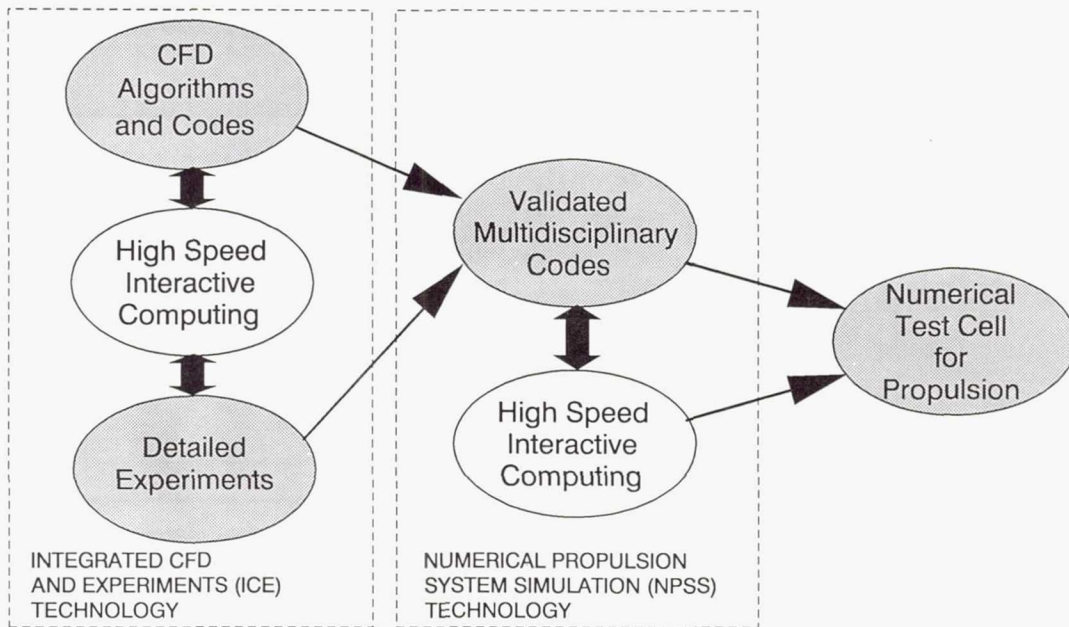 CFD
Algorithms
and Codes
High Speed
Interactive
Computing
Detailed
Experiments
INTEGRATED CFD
AND EXPERIMENTS (ICE)
TECHNOLOGY
Validated
Multidisciplinary
Codes
High Speed
Interactive
Computing
NUMERICAL PROPULSION
SYSTEM SIMULATION (NPSS)
TECHNOLOGY
Numerical
Test Cell
for
Propulsion